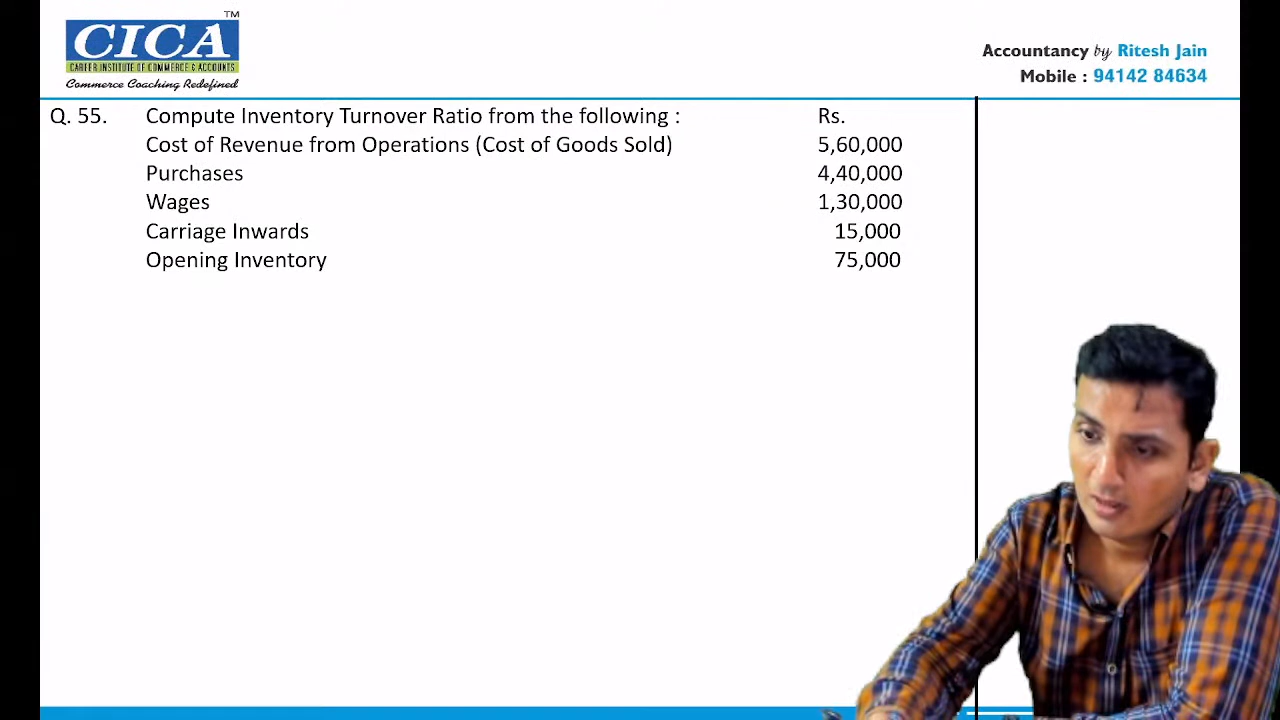 TM
CICA
CAREER INSTITUTE OF COMMERCE & ACCOUNTS
Commerce Coaching Redefined
Accountancy by Ritesh Jain
Mobile : 94142 84634
Q. 55. Compute Inventory Turnover Ratio from the following : Rs.
Cost of Revenue from Operations (Cost of Goods Sold) 5,60,000
Purchases 4,40,000
Wages 1,30,000
Carriage Inwards 15,000
Opening Inventory 75,000